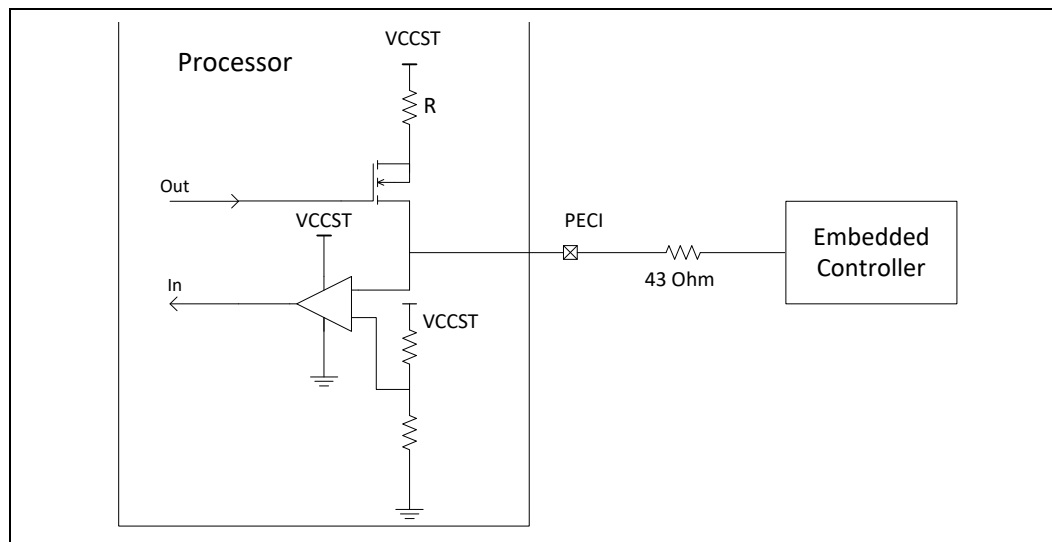 VCCST
Processor
R
Out
VCCST
PECI
Embedded
Controller
In
43 Ohm
VCCST